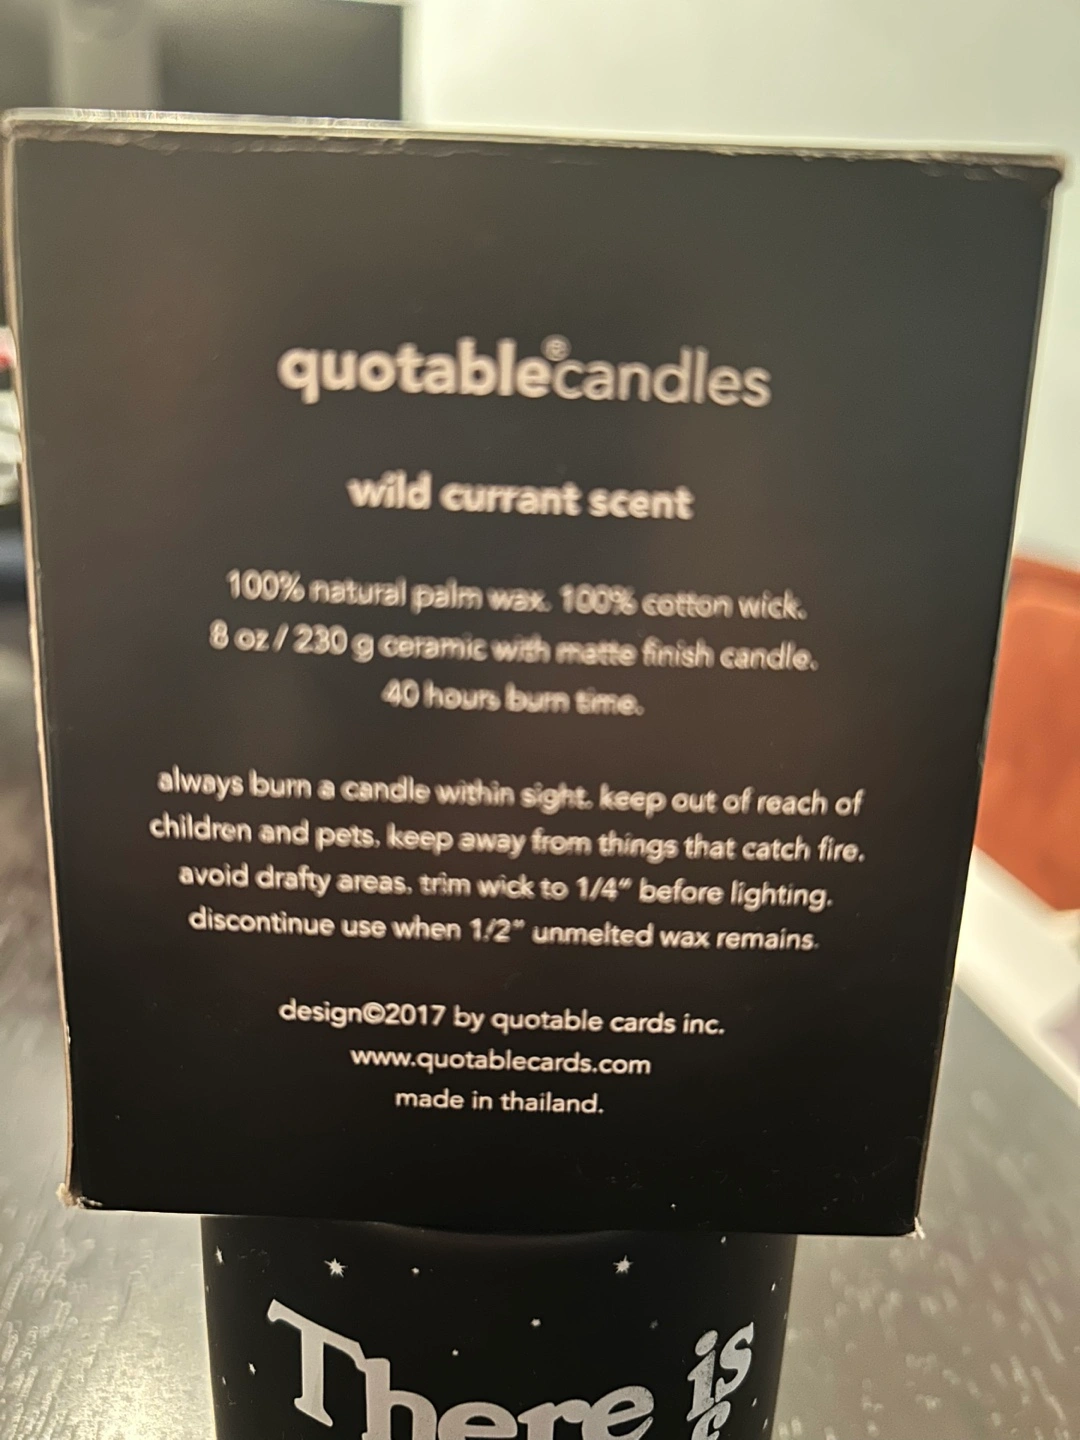 quotable®candles
wild currant scent
100% natural palm wax. 100% cotton wick.
8 oz / 230 g ceramic with matte finish candle.
40 hours burn time.
always burn a candle within sight. keep out of reach of
children and pets. keep away from things that catch fire.
avoid drafty areas. trim wick to 1/4” before lighting.
discontinue use when 1/2” unmelted wax remains.
design©2017 by quotable cards inc.
www.quotablecards.com
made in thailand.
There is